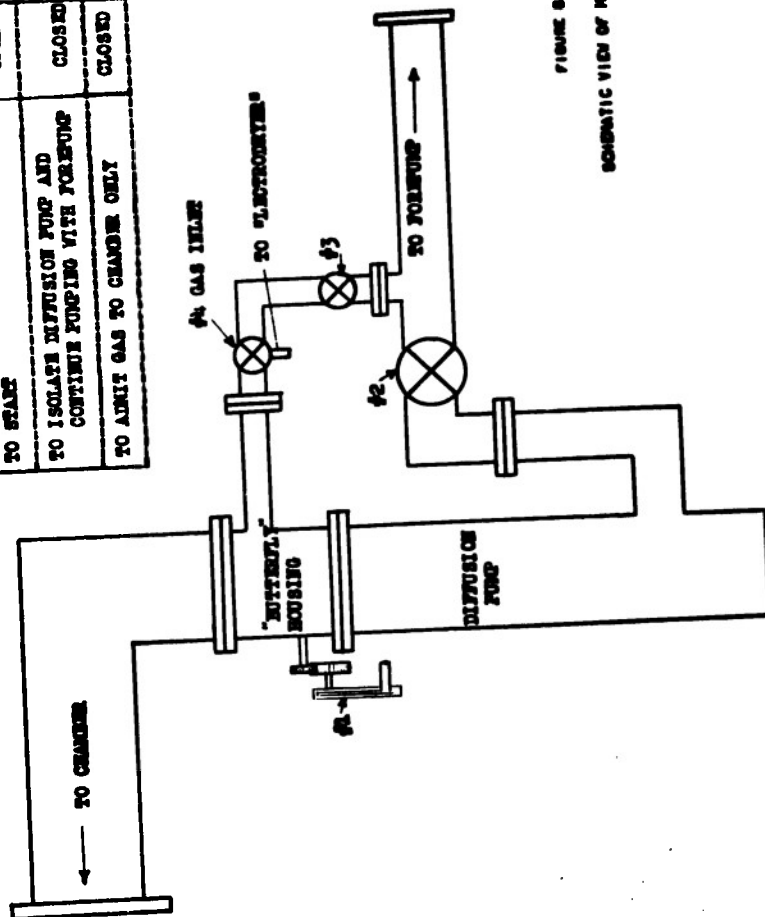 TO START
TO ISOLATE DIFFUSION PUMP AND
CONTINUE PUMPING WITH FOREPUMP
CLOSED
TO ADMIT GAS TO CHAMBER ONLY
CLOSED
#4 GAS INLET
TO "LECTRODRYER"
#3
TO FOREPUMP
#2
"BUTTERFLY"
HOUSING
DIFFUSION
PUMP
#1
TO CHAMBER
FIGURE 8
SCHEMATIC VIEW OF